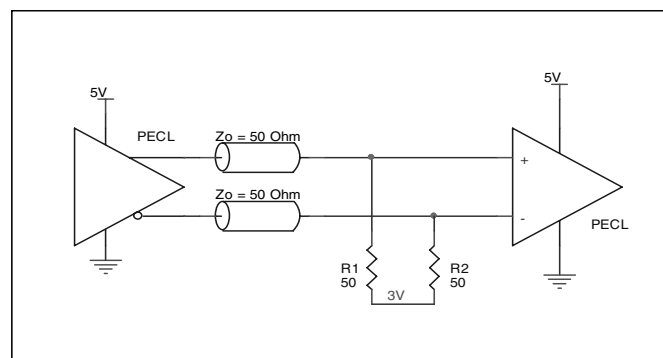 5V
PECL
Zo = 50 Ohm
Zo = 50 Ohm
5V
+
-
PECL
R1
50
R2
50
3V